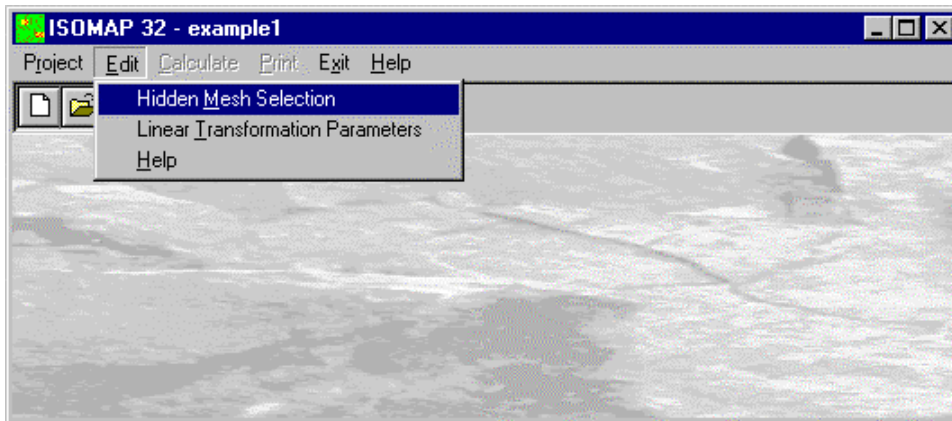 ISOMAP 32 - example1
Project Edit Calculate Print Exit Help
Hidden Mesh Selection
Linear Transformation Parameters
Help